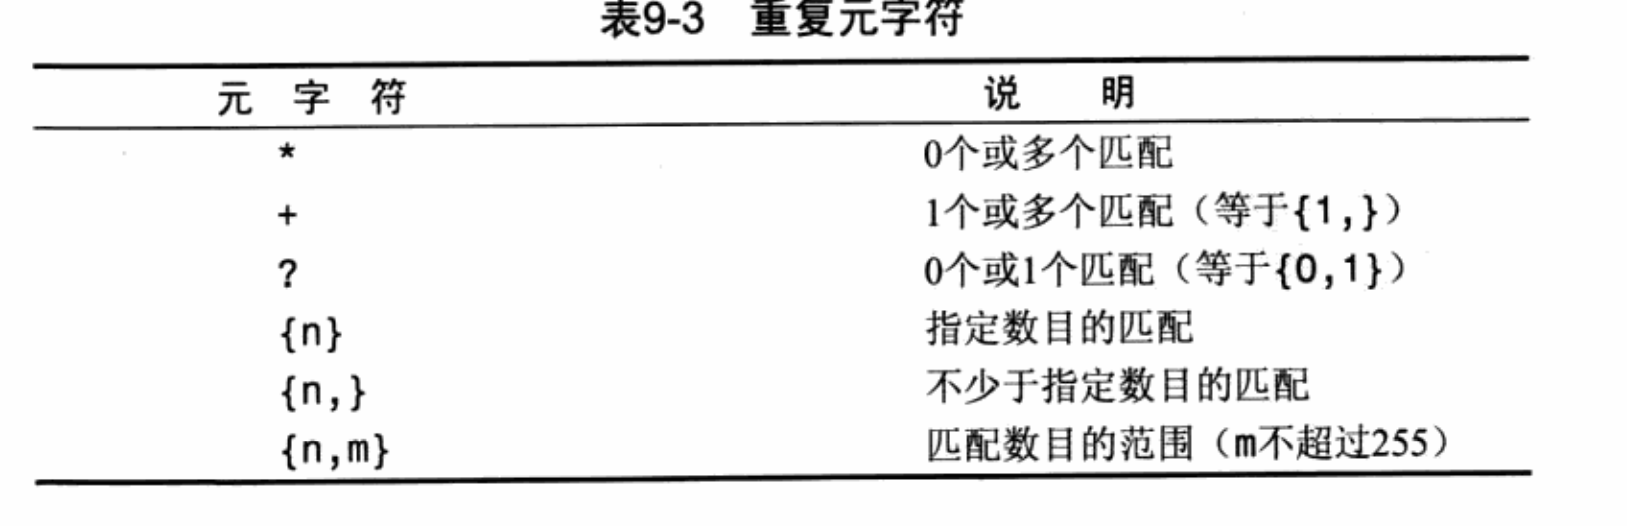 表9-3 重复元字符
元字符 说明
* 0个或多个匹配
+ 1个或多个匹配（等于{1,}）
? 0个或1个匹配（等于{0,1}）
{n} 指定数目的匹配
{n,} 不少于指定数目的匹配
{n,m} 匹配数目的范围（m不超过255）